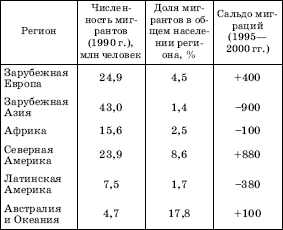 Регион
Числен-
ность миг-
рантов
(1990 г.),
млн человек
Доля миг-
рантов в об-
щем населе-
нии реги-
она, %
Сальдо миг-
раций
(1995—
2000 гг.)
Зарубежная
Европа 24,9 4,5 +400
Зарубежная
Азия 43,0 1,4 –900
Африка 15,6 2,5 –100
Северная
Америка 23,9 8,6 +880
Латинская
Америка 7,5 1,7 –380
Австралия
и Океания 4,7 17,8 +100